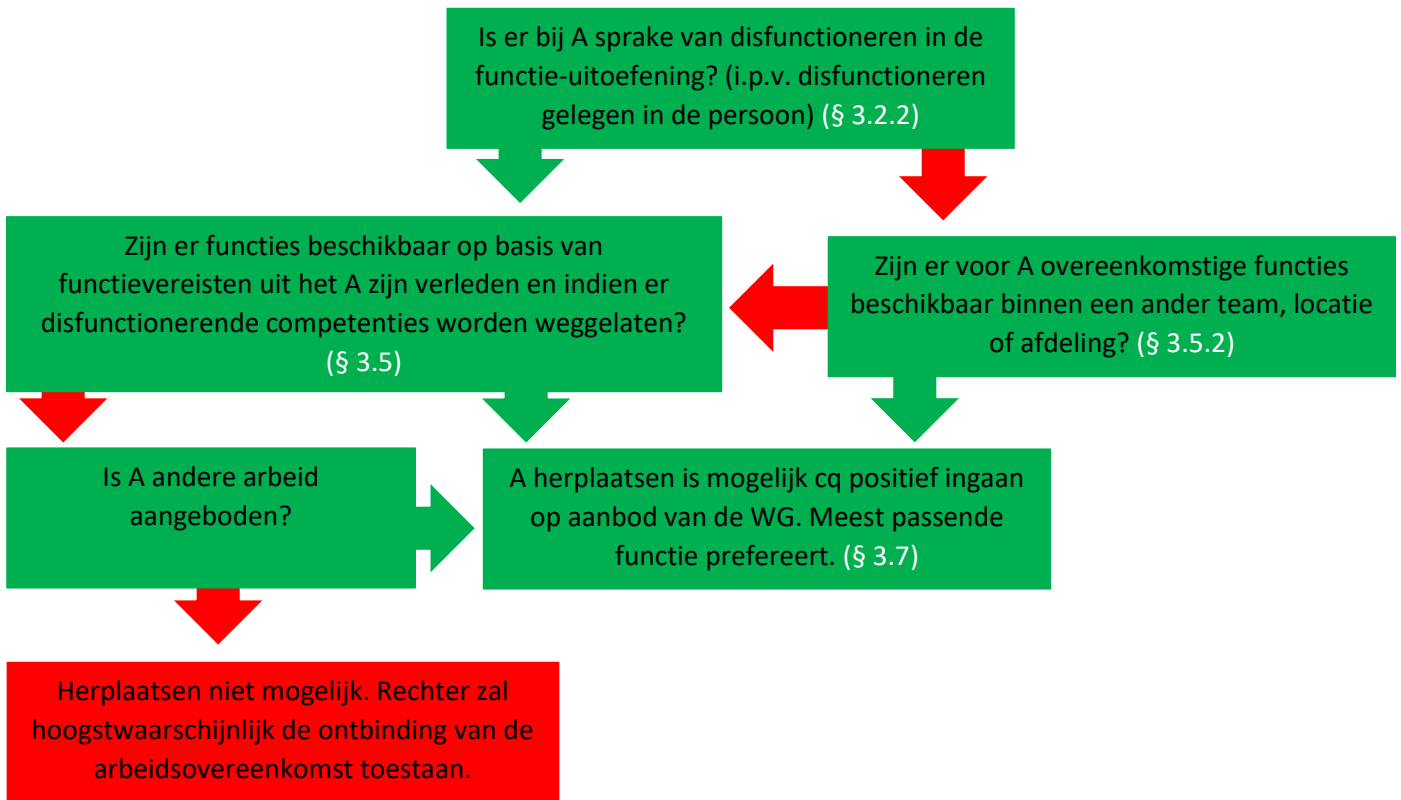 Is er bij A sprake van disfunctioneren in de
functie-uitoefening? (i.p.v. disfunctioneren
gelegen in de persoon) (§ 3.2.2)
Zijn er functies beschikbaar op basis van
functievereisten uit het A zijn verleden en indien er
disfunctionerende competenties worden weggelaten?
(§ 3.5)
Zijn er voor A overeenkomstige functies
beschikbaar binnen een ander team, locatie
of afdeling? (§ 3.5.2)
Is A andere arbeid
aangeboden?
A herplaatsen is mogelijk cq positief ingaan
op aanbod van de WG. Meest passende
functie prefereert. (§ 3.7)
Herplaatsen niet mogelijk. Rechter zal
hoogstwaarschijnlijk de ontbinding van de
arbeidsovereenkomst toestaan.